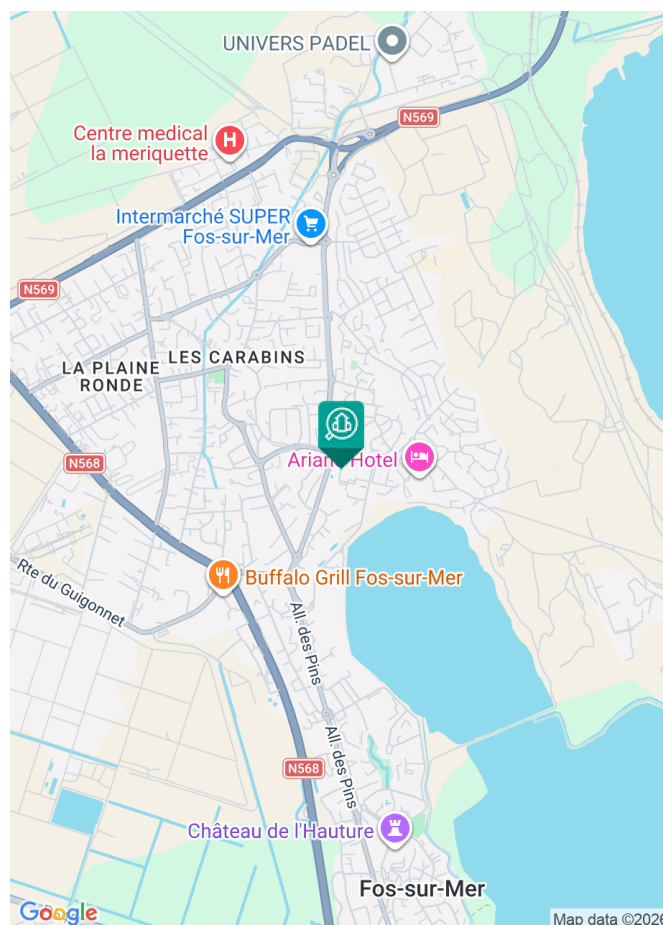 UNIVERS PADEL
N569
Centre medical
la meriquette
Intermarché SUPER
Fos-sur-Mer
N569
LES CARABINS
LA PLAINE
RONDE
Hotel
N568
Buffalo Grill Fos-sur-Mer
Rte du Guigonnet
All. des Pins
All. des Pins
N568
Château de l'Hauture
Fos-sur-Mer
Google
Map data ©2026